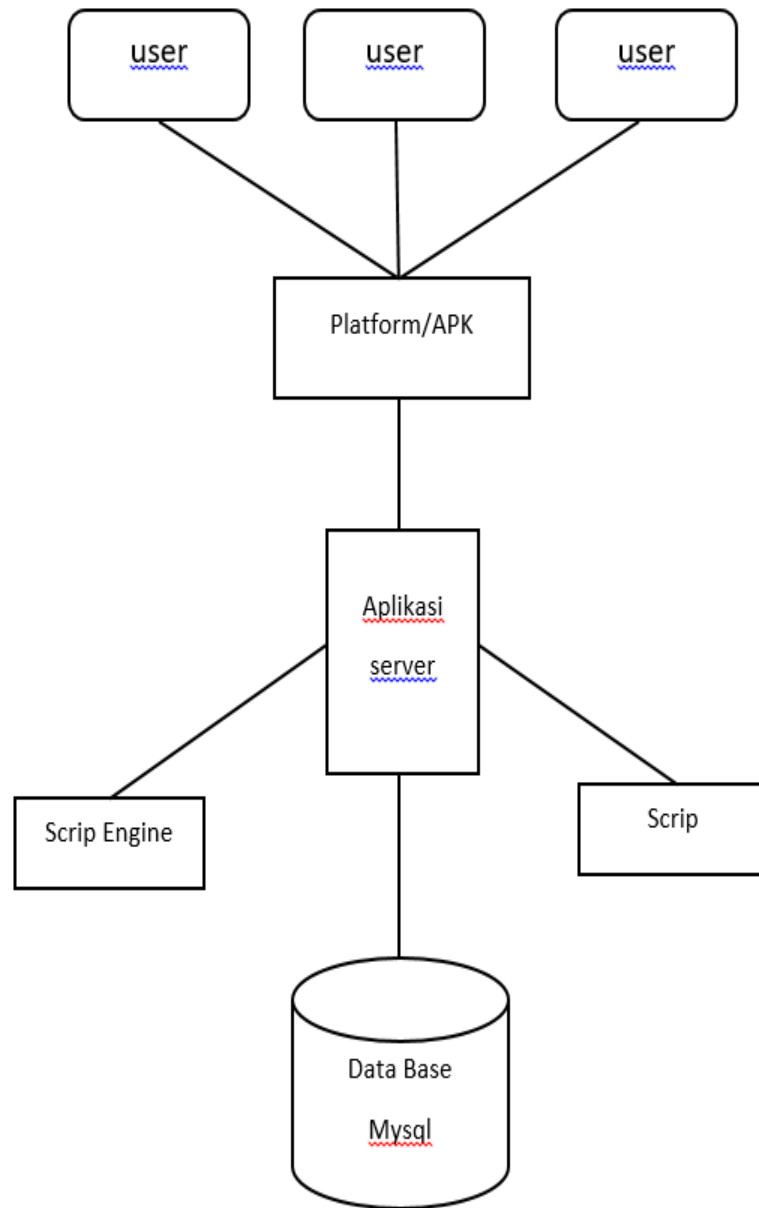 user
user
user
Platform/APK
Aplikasi
server
Scrip Engine
Scrip
Data Base
Mysql